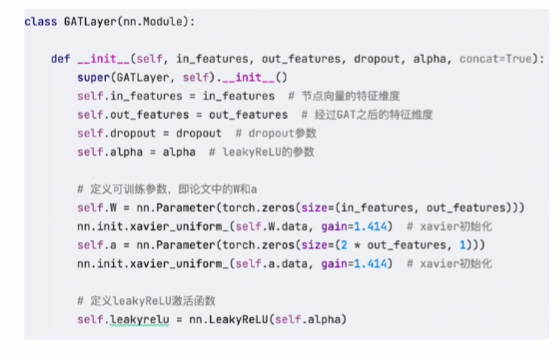 class GATLayer(nn.Module):
def __init__(self, in_features, out_features, dropout, alpha, concat=True):
super(GATLayer, self).__init__()
self.in_features = in_features  # 节点向量的特征维度
self.out_features = out_features  # 经过GAT之后的特征维度
self.dropout = dropout  # dropout参数
self.alpha = alpha  # leakyReLU的参数
# 定义可训练参数，即论文中的W和a
self.W = nn.Parameter(torch.zeros(size=(in_features, out_features)))
nn.init.xavier_uniform_(self.W.data, gain=1.414)  # xavier初始化
self.a = nn.Parameter(torch.zeros(size=(2 * out_features, 1)))
nn.init.xavier_uniform_(self.a.data, gain=1.414)  # xavier初始化
# 定义leakyReLU激活函数
self.leakyrelu = nn.LeakyReLU(self.alpha)